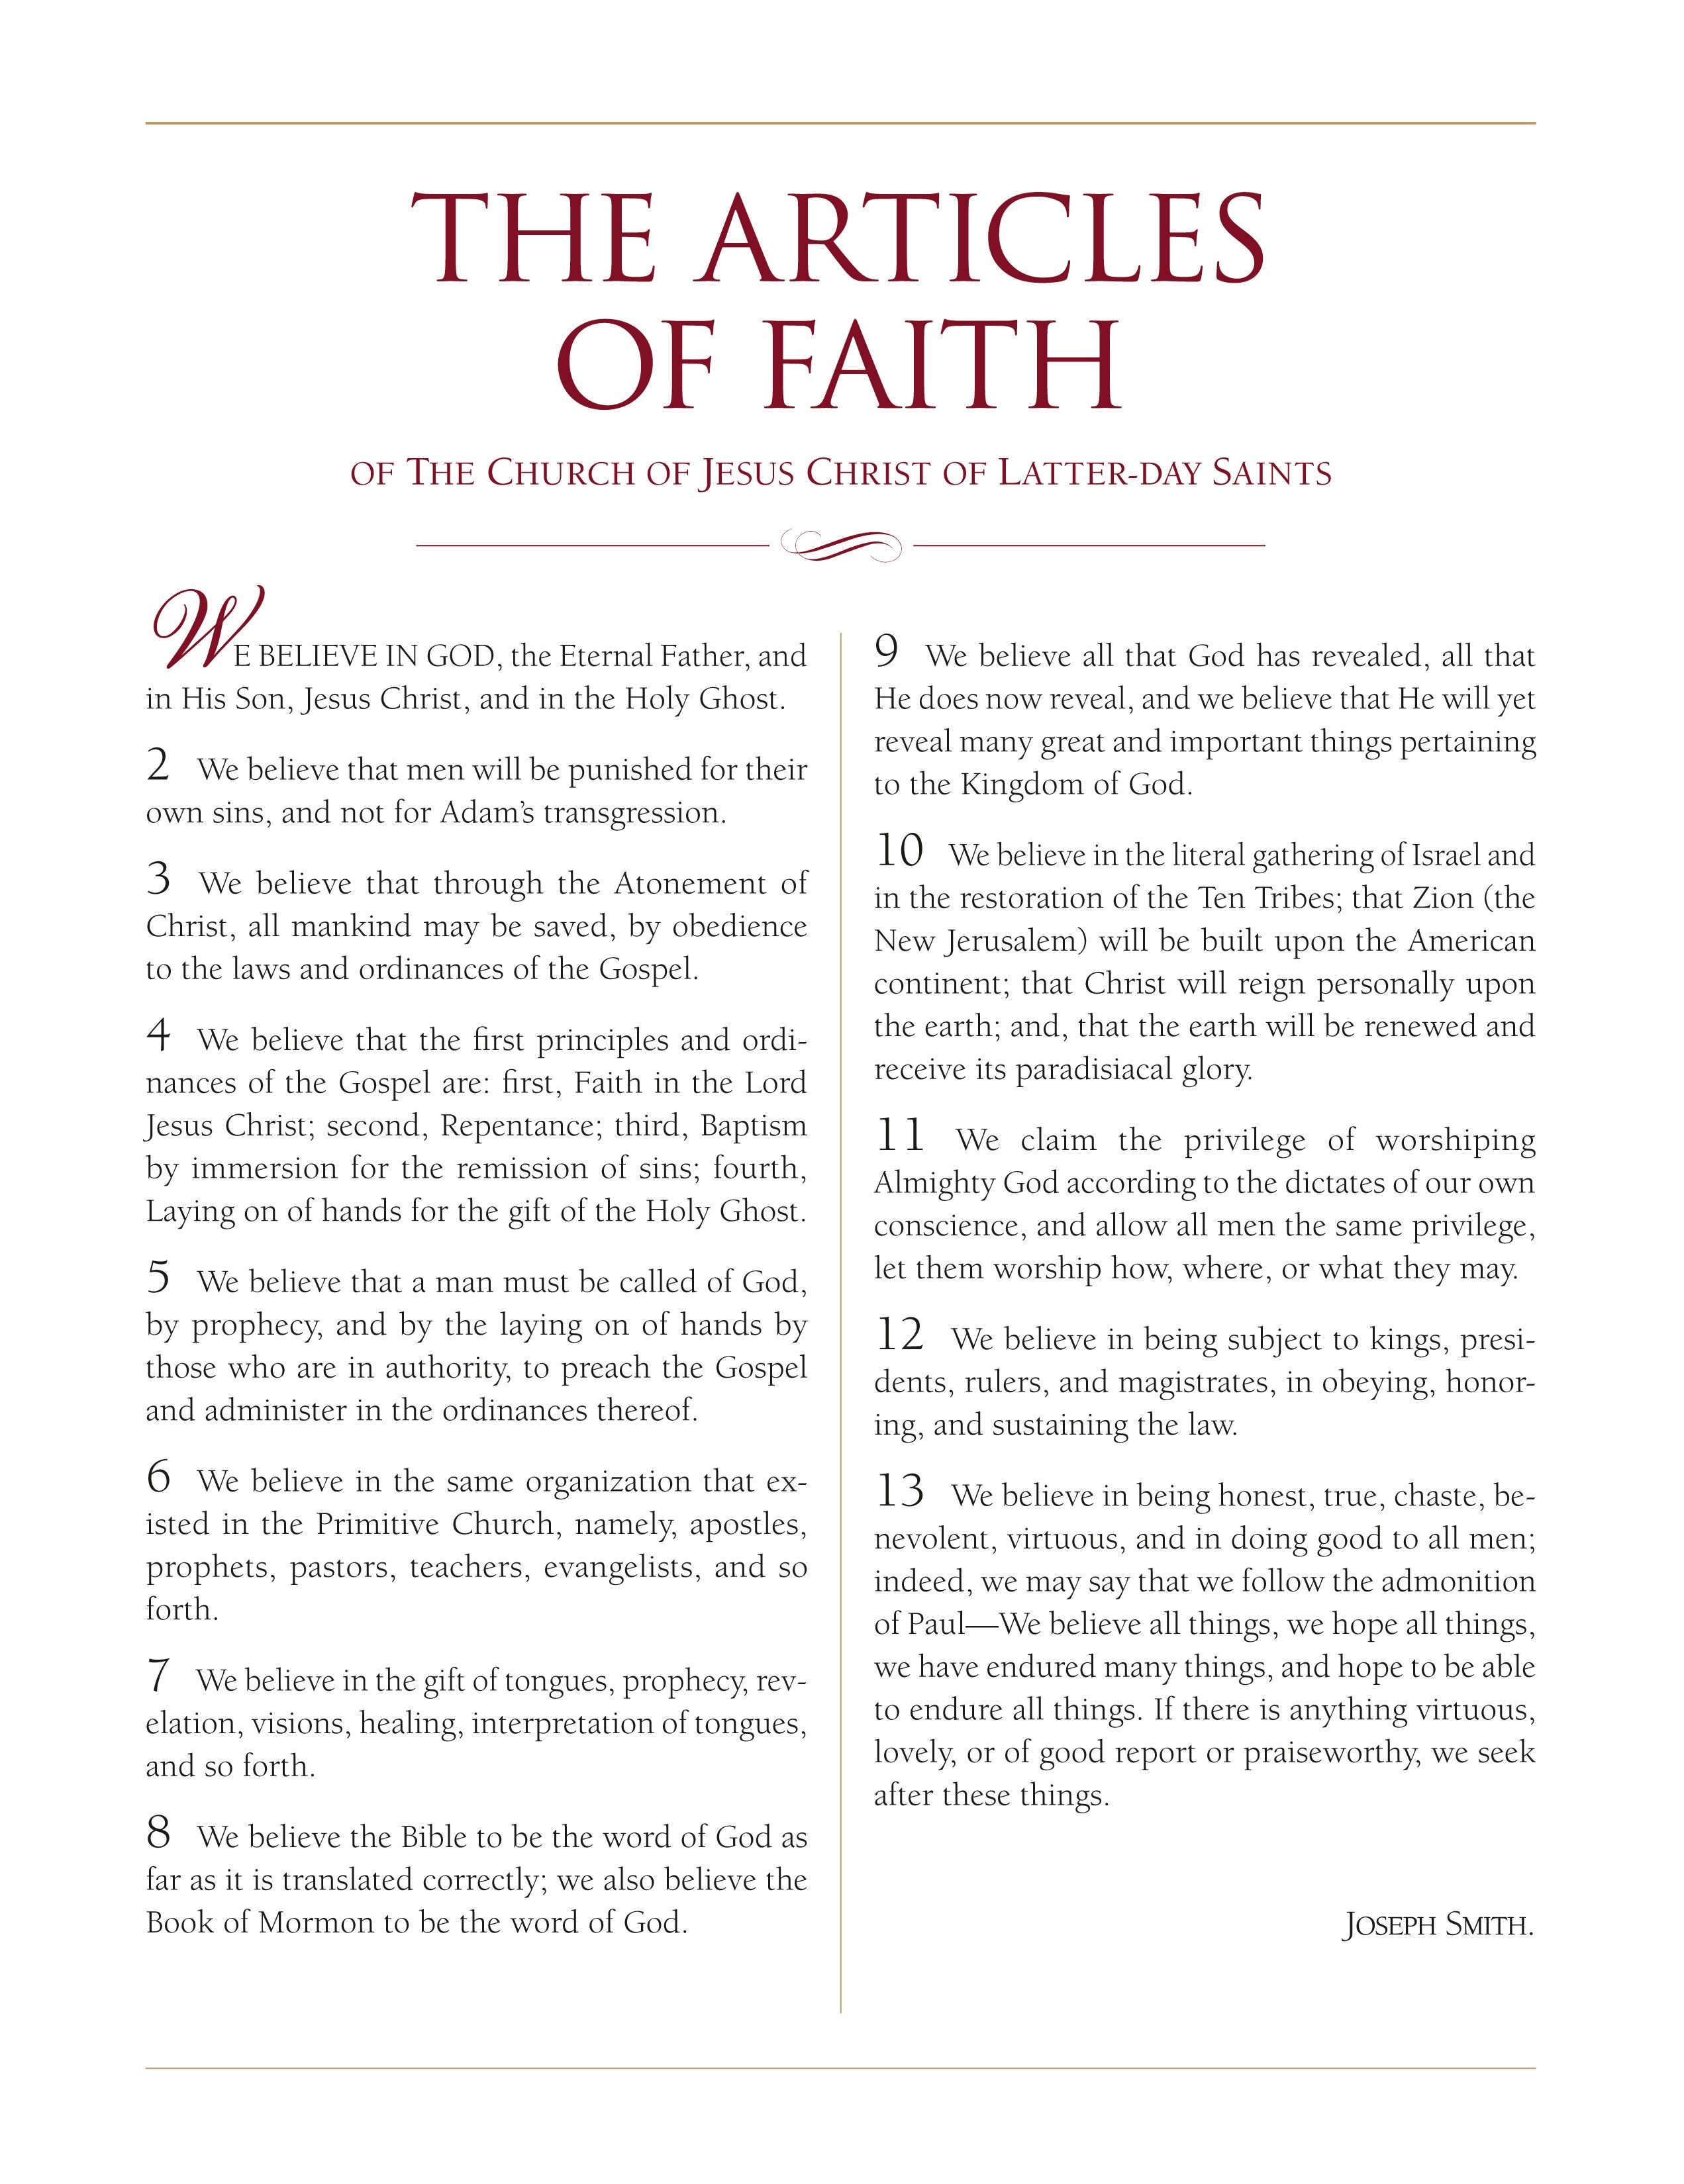 THE ARTICLES
OF FAITH
OF THE CHURCH OF JESUS CHRIST OF LATTER-DAY SAINTS
WE BELIEVE IN GOD, the Eternal Father, and
in His Son, Jesus Christ, and in the Holy Ghost.
2 We believe that men will be punished for their
own sins, and not for Adam’s transgression.
3 We believe that through the Atonement of
Christ, all mankind may be saved, by obedience
to the laws and ordinances of the Gospel.
4 We believe that the first principles and ordi-
nances of the Gospel are: first, Faith in the Lord
Jesus Christ; second, Repentance; third, Baptism
by immersion for the remission of sins; fourth,
Laying on of hands for the gift of the Holy Ghost.
5 We believe that a man must be called of God,
by prophecy, and by the laying on of hands by
those who are in authority, to preach the Gospel
and administer in the ordinances thereof.
6 We believe in the same organization that ex-
isted in the Primitive Church, namely, apostles,
prophets, pastors, teachers, evangelists, and so
forth.
7 We believe in the gift of tongues, prophecy, rev-
elation, visions, healing, interpretation of tongues,
and so forth.
8 We believe the Bible to be the word of God as
far as it is translated correctly; we also believe the
Book of Mormon to be the word of God.
9 We believe all that God has revealed, all that
He does now reveal, and we believe that He will yet
reveal many great and important things pertaining
to the Kingdom of God.
10 We believe in the literal gathering of Israel and
in the restoration of the Ten Tribes; that Zion (the
New Jerusalem) will be built upon the American
continent; that Christ will reign personally upon
the earth; and, that the earth will be renewed and
receive its paradisiacal glory.
11 We claim the privilege of worshiping
Almighty God according to the dictates of our own
conscience, and allow all men the same privilege,
let them worship how, where, or what they may.
12 We believe in being subject to kings, presi-
dents, rulers, and magistrates, in obeying, honor-
ing, and sustaining the law.
13 We believe in being honest, true, chaste, be-
nevolent, virtuous, and in doing good to all men;
indeed, we may say that we follow the admonition
of Paul—We believe all things, we hope all things,
we have endured many things, and hope to be able
to endure all things. If there is anything virtuous,
lovely, or of good report or praiseworthy, we seek
after these things.
JOSEPH SMITH.